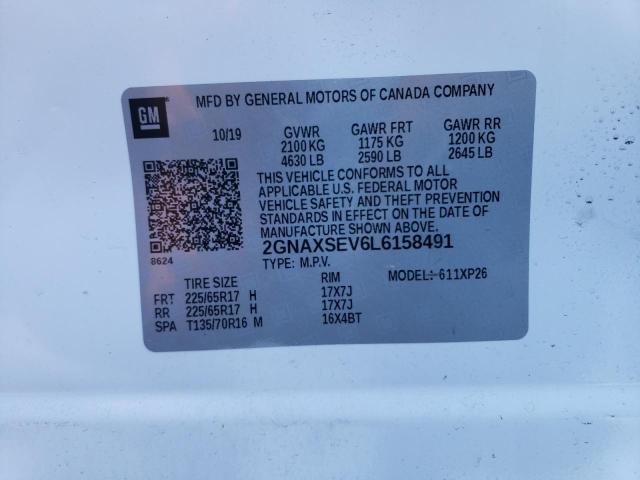 GM
MFD BY GENERAL MOTORS OF CANADA COMPANY
10/19 GVWR GAWR FRT GAWR RR
2100 KG 1175 KG 1200 KG
4630 LB 2590 LB 2645 LB
THIS VEHICLE CONFORMS TO ALL
APPLICABLE U.S. FEDERAL MOTOR
VEHICLE SAFETY AND THEFT PREVENTION
STANDARDS IN EFFECT ON THE DATE OF
MANUFACTURE SHOWN ABOVE.
2GNAXSEV6L6158491
8624 TYPE: M.P.V.
TIRE SIZE RIM MODEL: 611XP26
FRT 225/65R17 H 17X7J
RR 225/65R17 H 17X7J
SPA T135/70R16 M 16X4BT